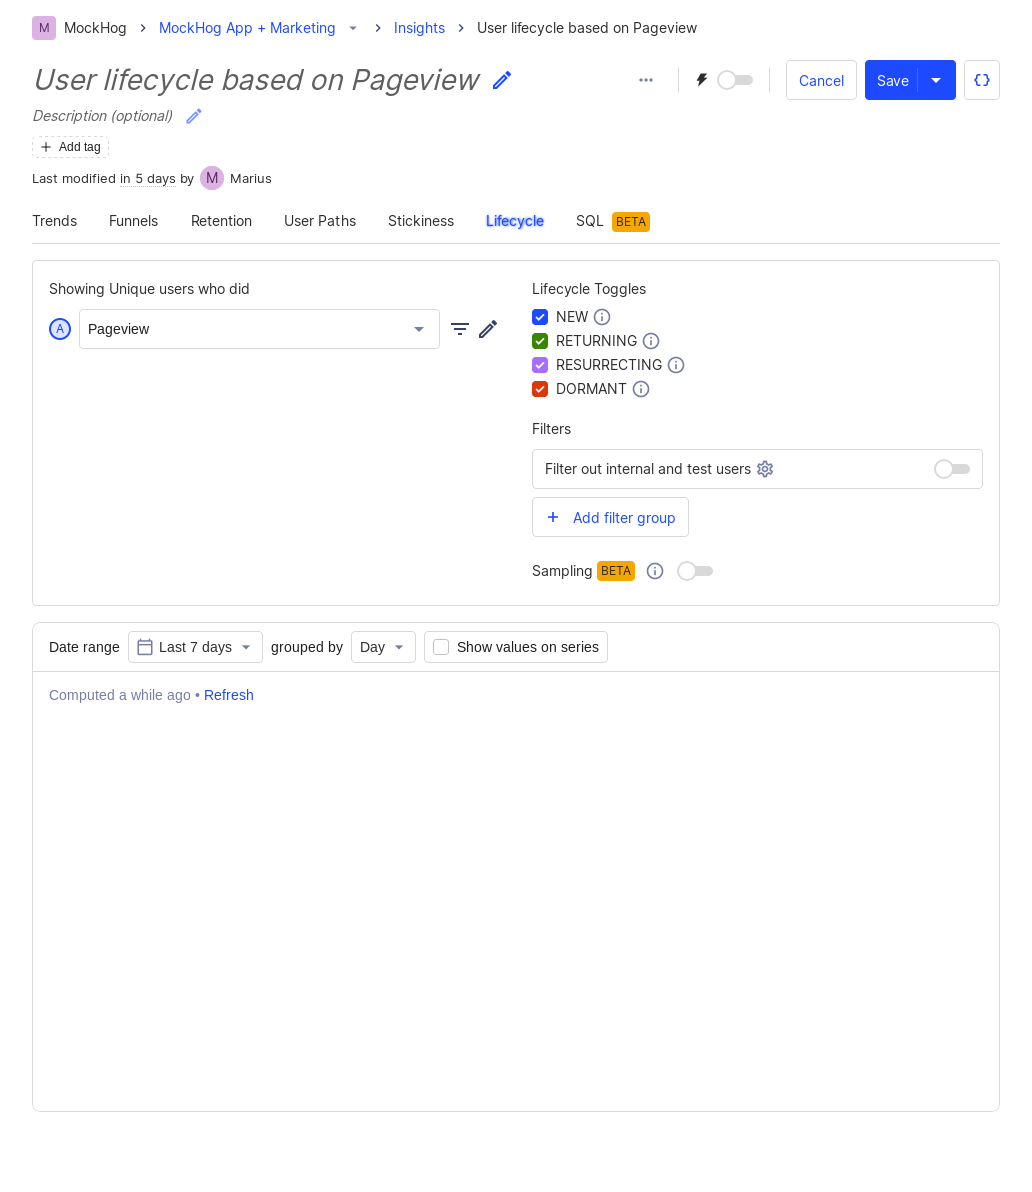 M MockHog MockHog App + Marketing Insights User lifecycle based on Pageview
User lifecycle based on Pageview
Cancel Save
Description (optional)
Add tag
Last modified in 5 days by M Marius
Trends Funnels Retention User Paths Stickiness Lifecycle SQL BETA
Showing Unique users who did
A Pageview
Lifecycle Toggles
NEW
RETURNING
RESURRECTING
DORMANT
Filters
Filter out internal and test users
Add filter group
Sampling BETA
Date range Last 7 days grouped by Day Show values on series
Computed a while ago • Refresh